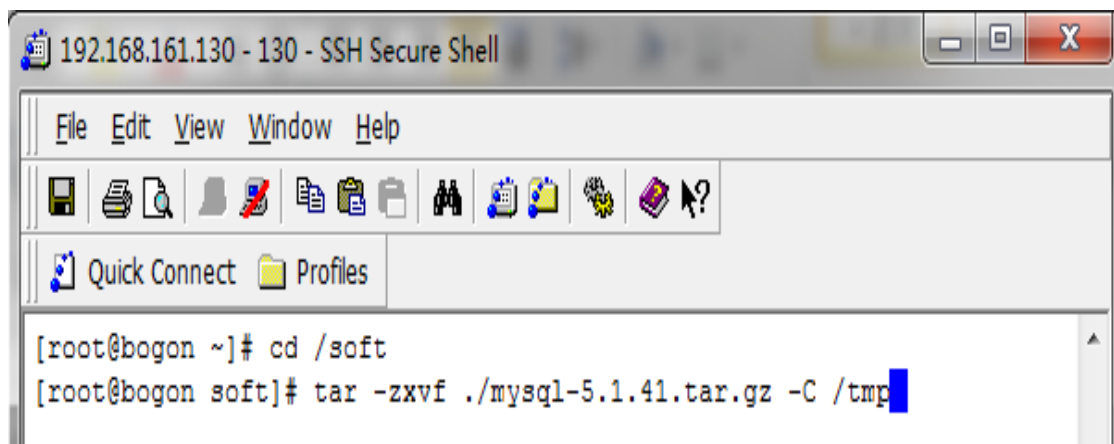 192.168.161.130 - 130 - SSH Secure Shell
File Edit View Window Help
Quick Connect Profiles
[root@bogon ~]# cd /soft
[root@bogon soft]# tar -zxvf ./mysql-5.1.41.tar.gz -C /tmp